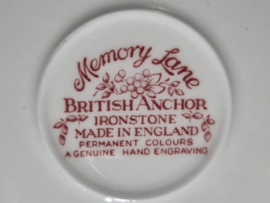 Memory Lane
BRITISH ANCHOR
IRONSTONE
MADE IN ENGLAND
PERMANENT COLOURS
A GENUINE HAND ENGRAVING